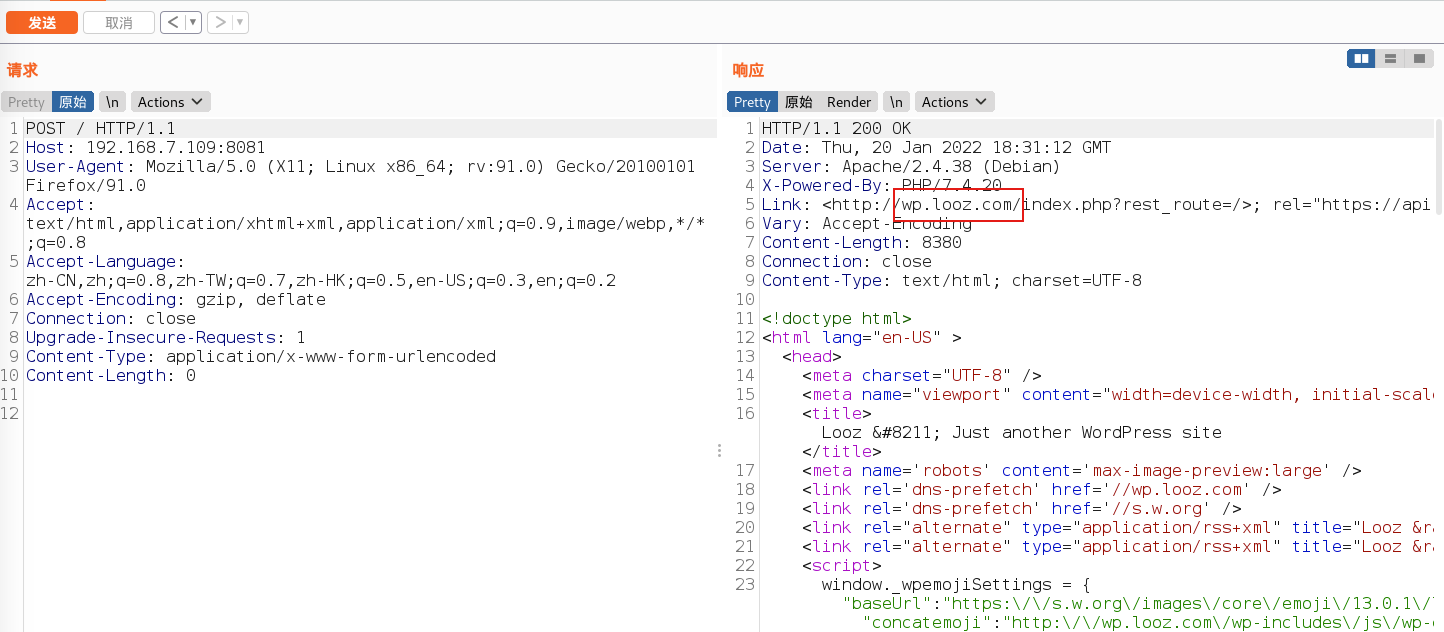 发送
取消
<
>
请求
Pretty
原始
\n
Actions
1 POST / HTTP/1.1
2 Host: 192.168.7.109:8081
3 User-Agent: Mozilla/5.0 (X11; Linux x86_64; rv:91.0) Gecko/20100101
Firefox/91.0
4 Accept:
text/html,application/xhtml+xml,application/xml;q=0.9,image/webp,*/*
;q=0.8
5 Accept-Language:
zh-CN,zh;q=0.8,zh-TW;q=0.7,zh-HK;q=0.5,en-US;q=0.3,en;q=0.2
6 Accept-Encoding: gzip, deflate
7 Connection: close
8 Upgrade-Insecure-Requests: 1
9 Content-Type: application/x-www-form-urlencoded
10 Content-Length: 0
11
12
响应
Pretty
原始
Render
\n
Actions
1 HTTP/1.1 200 OK
2 Date: Thu, 20 Jan 2022 18:31:12 GMT
3 Server: Apache/2.4.38 (Debian)
4 X-Powered-By: PHP/7.4.20
5 Link: <http://wp.looz.com/index.php?rest_route=/>; rel="https://api
6 Vary: Accept-Encoding
7 Content-Length: 8380
8 Connection: close
9 Content-Type: text/html; charset=UTF-8
10
11 <!doctype html>
12 <html lang="en-US" >
13 <head>
14 <meta charset="UTF-8" />
15 <meta name="viewport" content="width=device-width, initial-scal
16 <title>
Looz &#8211; Just another WordPress site
</title>
17 <meta name='robots' content='max-image-preview:large' />
18 <link rel='dns-prefetch' href='//wp.looz.com' />
19 <link rel='dns-prefetch' href='//s.w.org' />
20 <link rel="alternate" type="application/rss+xml" title="Looz &ra
21 <link rel="alternate" type="application/rss+xml" title="Looz &ra
22 <script>
23 window._wpemojiSettings = {
"baseUrl":"https:\/\/s.w.org\/images\/core\/emoji\/13.0.1\/
"concatemoji":"http:\/\/wp.looz.com\/wp-includes\/js\/wp-